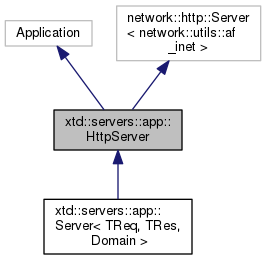 Application
network::http::Server
< network::utils::af
_inet >
xtd::servers::app::
HttpServer
xtd::servers::app::
Server< TReq, TRes,
Domain >